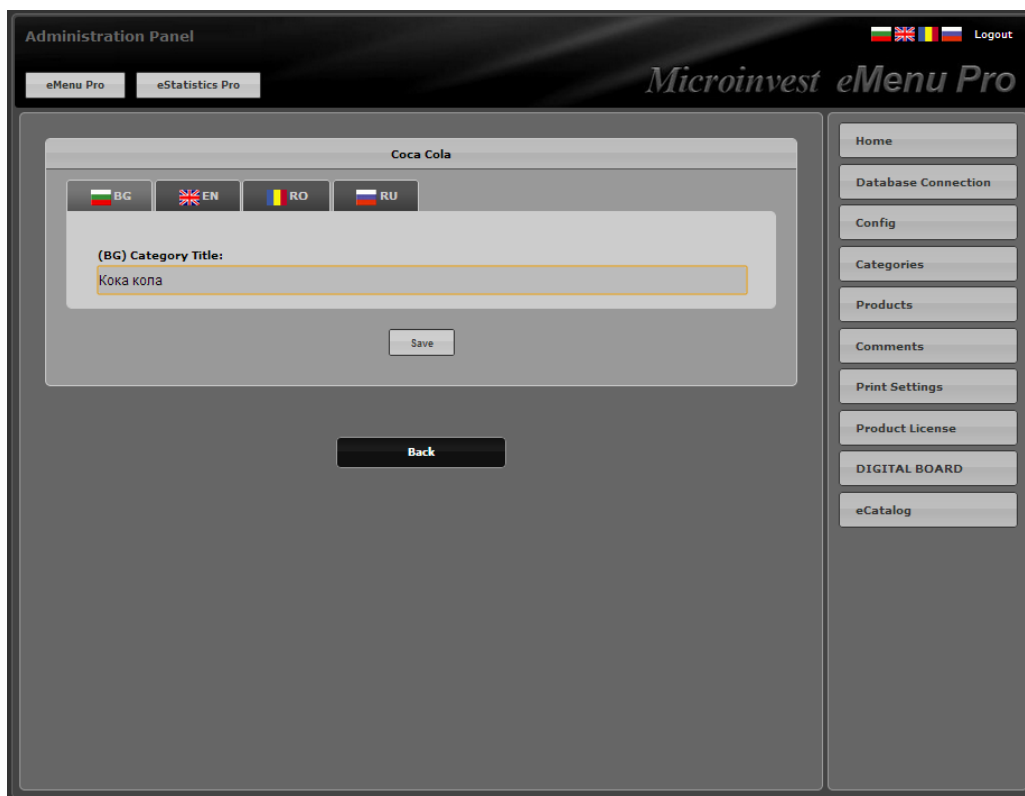 Administration Panel
Logout
eMenu Pro
eStatistics Pro
Microinvest eMenu Pro
Coca Cola
BG
EN
RO
RU
(BG) Category Title:
Кока кола
Save
Back
Home
Database Connection
Config
Categories
Products
Comments
Print Settings
Product License
DIGITAL BOARD
eCatalog